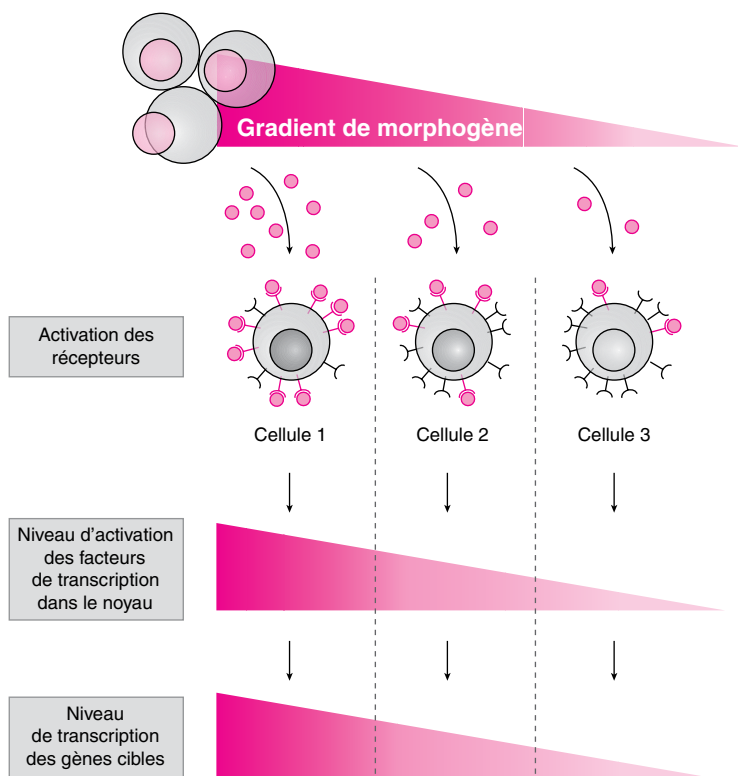 Gradient de morphogène
Activation des
récepteurs
Cellule 1
Cellule 2
Cellule 3
Niveau d’activation
des facteurs
de transcription
dans le noyau
Niveau
de transcription
des gènes cibles